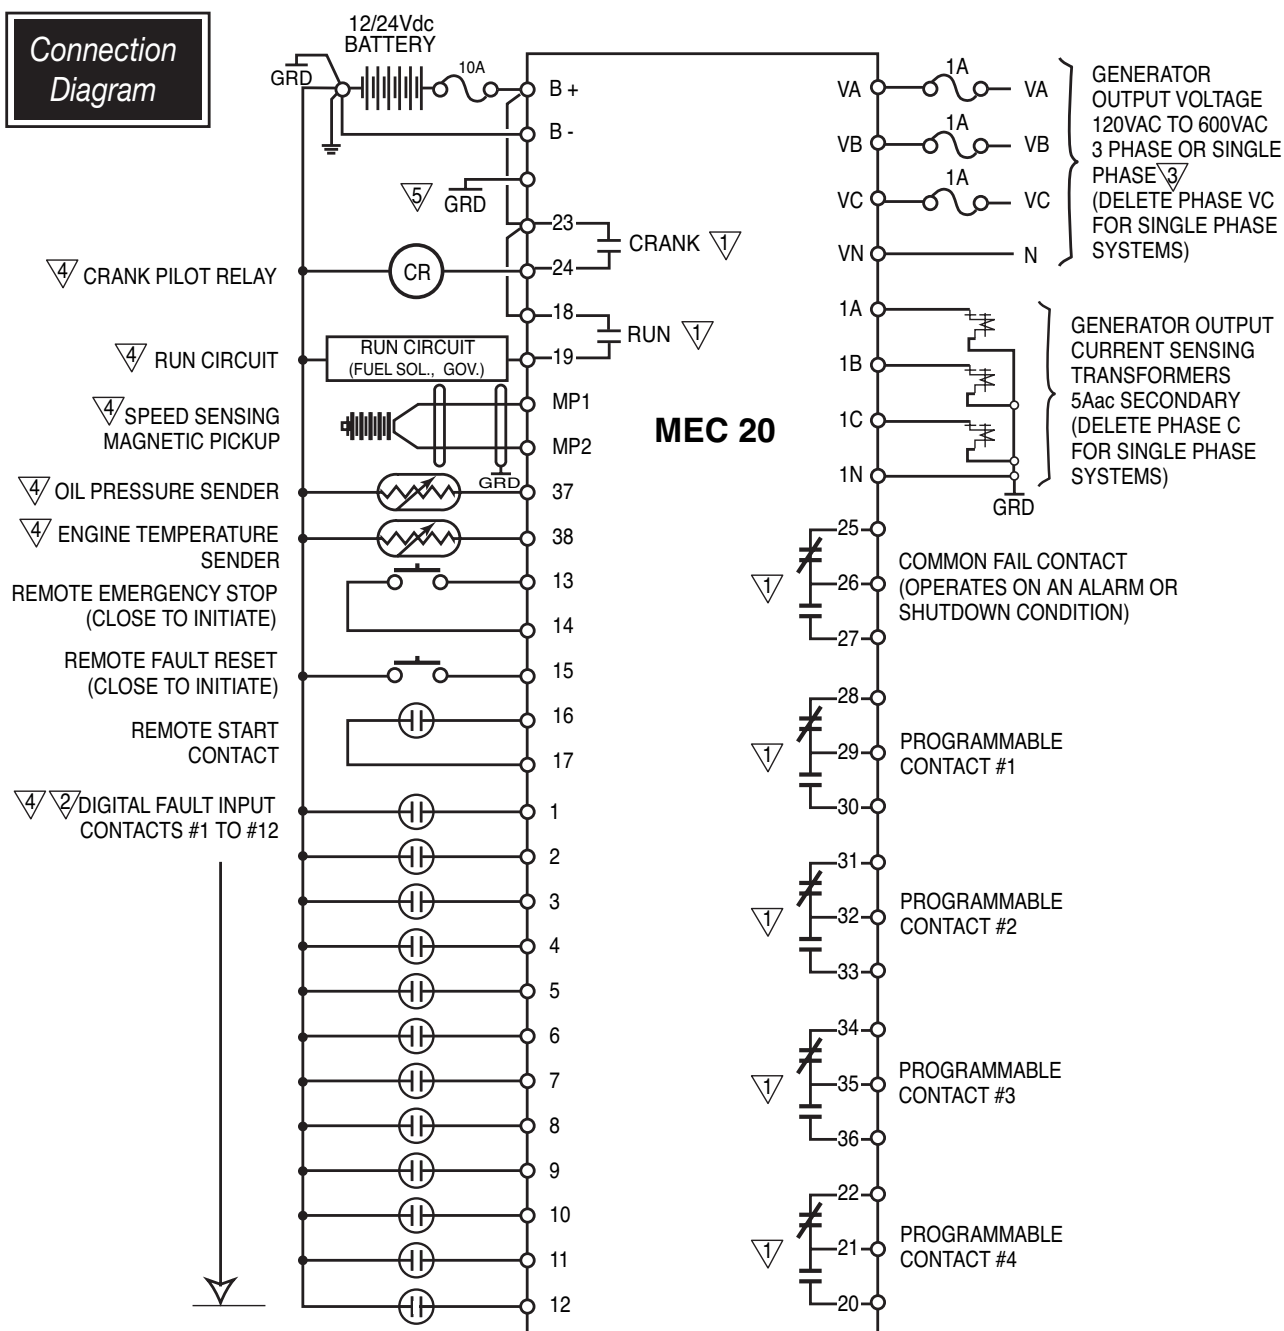 Connection
Diagram
12/24Vdc
BATTERY
GRD
10A
B +
B -
5
GRD
23
CRANK 1
4 CRANK PILOT RELAY
CR
24
18
RUN 1
4 RUN CIRCUIT
RUN CIRCUIT
(FUEL SOL., GOV.)
19
4 SPEED SENSING
MAGNETIC PICKUP
MP1
MP2
GRD
MEC 20
4 OIL PRESSURE SENDER
37
4 ENGINE TEMPERATURE
SENDER
38
REMOTE EMERGENCY STOP
(CLOSE TO INITIATE)
13
14
REMOTE FAULT RESET
(CLOSE TO INITIATE)
15
REMOTE START
CONTACT
16
17
4 2 DIGITAL FAULT INPUT
CONTACTS #1 TO #12
1
2
3
4
5
6
7
8
9
10
11
12
VA
1A
VA
VB
1A
VB
VC
1A
VC
VN
N
GENERATOR
OUTPUT VOLTAGE
120VAC TO 600VAC
3 PHASE OR SINGLE
PHASE 3
(DELETE PHASE VC
FOR SINGLE PHASE
SYSTEMS)
1A
1B
1C
1N
GRD
GENERATOR OUTPUT
CURRENT SENSING
TRANSFORMERS
5Aac SECONDARY
(DELETE PHASE C
FOR SINGLE PHASE
SYSTEMS)
25
1
26
27
COMMON FAIL CONTACT
(OPERATES ON AN ALARM OR
SHUTDOWN CONDITION)
28
1
29
30
PROGRAMMABLE
CONTACT #1
31
1
32
33
PROGRAMMABLE
CONTACT #2
34
1
35
36
PROGRAMMABLE
CONTACT #3
22
1
21
20
PROGRAMMABLE
CONTACT #4